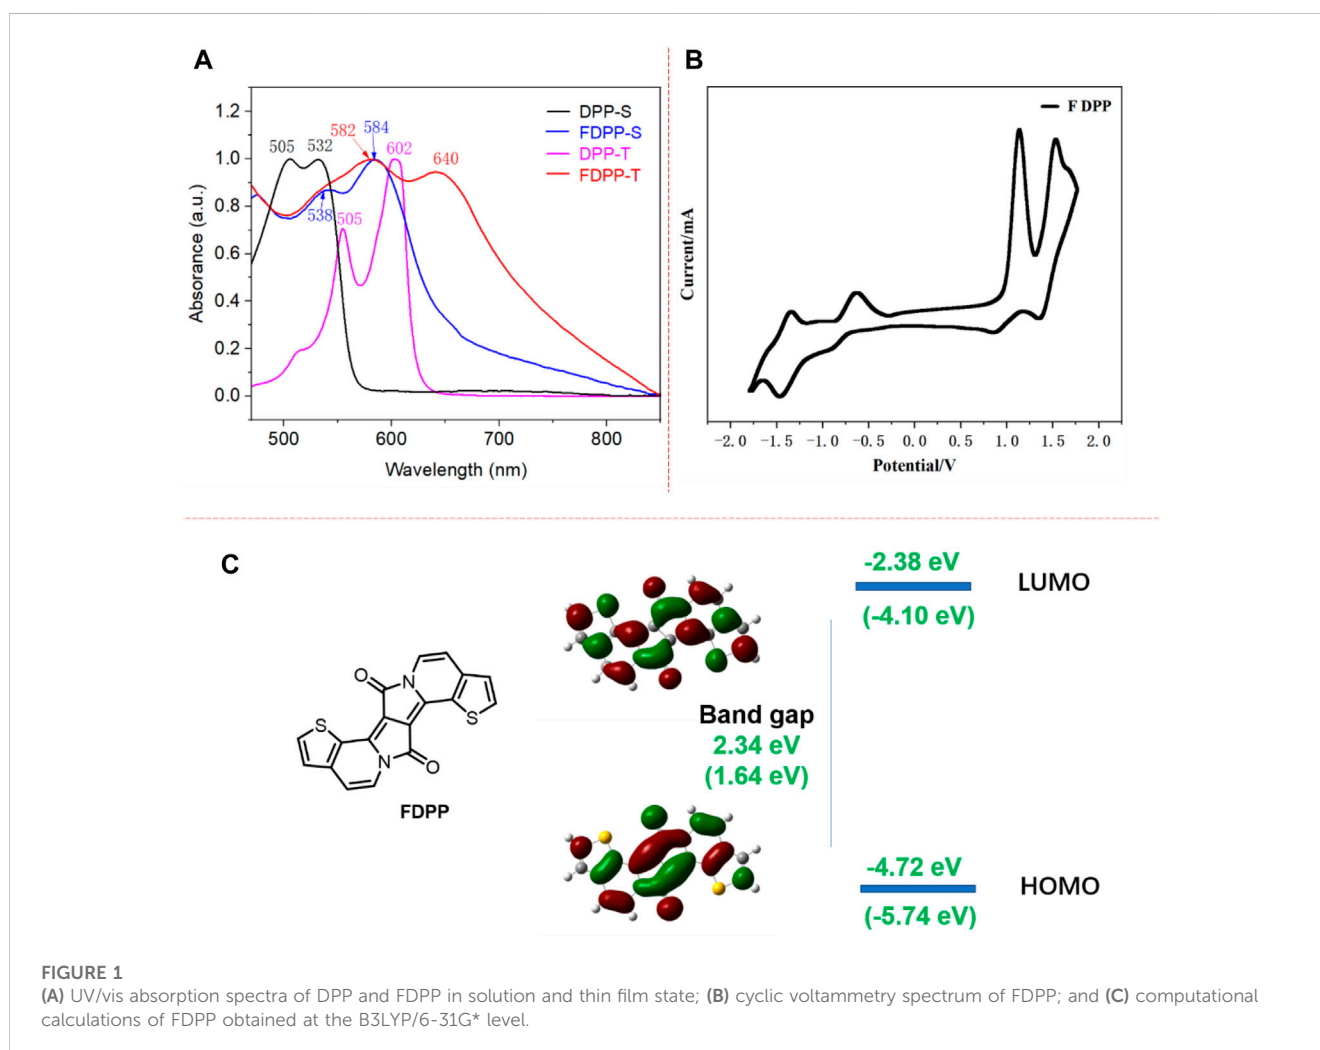 A
1.2
1.0
0.8
0.6
0.4
0.2
0.0
Absorance (a.u.)
500
600
700
800
Wavelength (nm)
DPP-S
FDPP-S
DPP-T
FDPP-T
505
532
582
584
602
640
538
505
B
F DPP
Current/mA
-2.0
-1.5
-1.0
-0.5
0.0
0.5
1.0
1.5
2.0
Potential/V
C
O
N
S
S
N
O
FDPP
Band gap
2.34 eV
(1.64 eV)
-2.38 eV
LUMO
(-4.10 eV)
-4.72 eV
HOMO
(-5.74 eV)
FIGURE 1
(A) UV/vis absorption spectra of DPP and FDPP in solution and thin film state; (B) cyclic voltammetry spectrum of FDPP; and (C) computational
calculations of FDPP obtained at the B3LYP/6-31G* level.